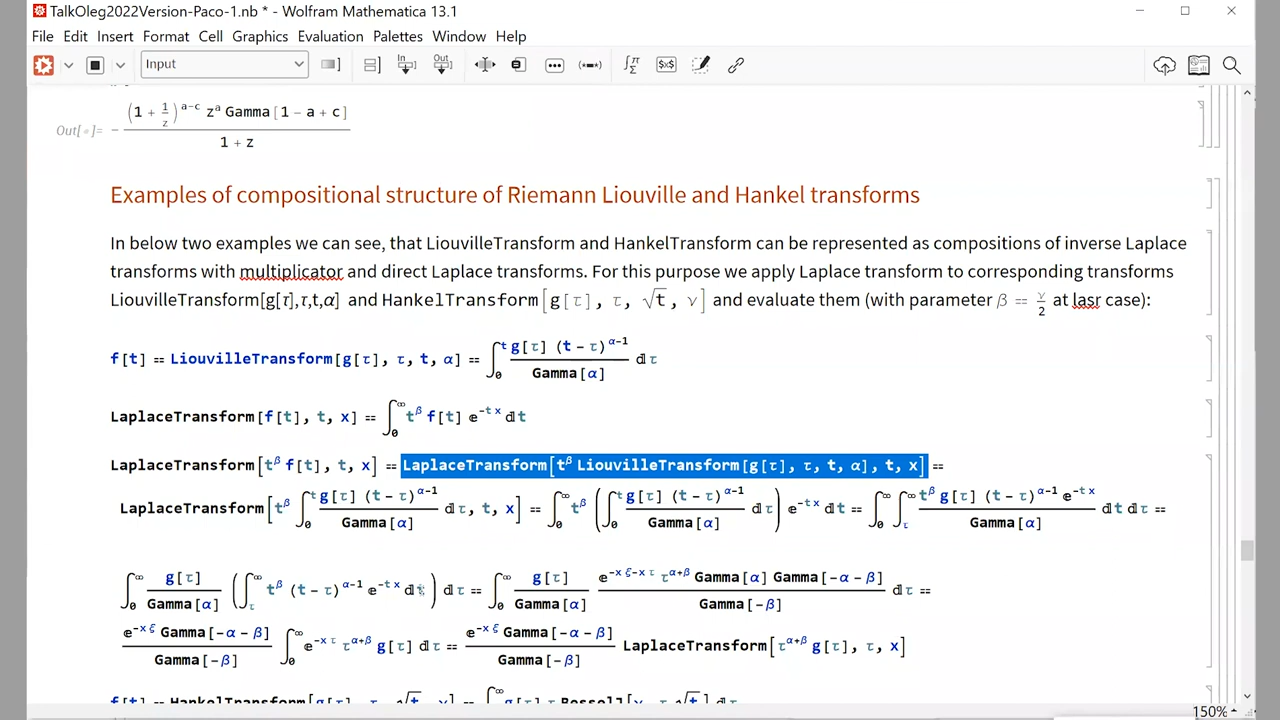 TalkOleg2022Version-Paco-1.nb * - Wolfram Mathematica 13.1
File Edit Insert Format Cell Graphics Evaluation Palettes Window Help
Input In Out
Out[∘]= - (1 + 1/z)^(a-c) z^a Gamma[1 - a + c] / (1 + z)
Examples of compositional structure of Riemann Liouville and Hankel transforms
In below two examples we can see, that LiouvilleTransform and HankelTransform can be represented as compositions of inverse Laplace
transforms with multiplicator and direct Laplace transforms. For this purpose we apply Laplace transform to corresponding transforms
LiouvilleTransform[g[τ],τ,t,α] and HankelTransform[g[τ], τ, √t, ν] and evaluate them (with parameter β == ν/2 at lasr case):
f[t] == LiouvilleTransform[g[τ], τ, t, α] == ∫_0^t g[τ] (t - τ)^(α-1) / Gamma[α] ⅆτ
LaplaceTransform[f[t], t, x] == ∫_0^∞ t^β f[t] ⅇ^(-t x) ⅆt
LaplaceTransform[t^β f[t], t, x] == LaplaceTransform[t^β LiouvilleTransform[g[τ], τ, t, α], t, x] ==
LaplaceTransform[t^β ∫_0^t g[τ] (t - τ)^(α-1) / Gamma[α] ⅆτ, t, x] == ∫_0^∞ t^β (∫_0^t g[τ] (t - τ)^(α-1) / Gamma[α] ⅆτ) ⅇ^(-t x) ⅆt == ∫_0^∞ ∫_τ^∞ t^β g[τ] (t - τ)^(α-1) ⅇ^(-t x) / Gamma[α] ⅆt ⅆτ ==
∫_0^∞ g[τ] / Gamma[α] (∫_τ^∞ t^β (t - τ)^(α-1) ⅇ^(-t x) ⅆt) ⅆτ == ∫_0^∞ g[τ] / Gamma[α] ⅇ^(-x ξ-x τ) τ^(α+β) Gamma[α] Gamma[-α - β] / Gamma[-β] ⅆτ ==
ⅇ^(-x ξ) Gamma[-α - β] / Gamma[-β] ∫_0^∞ ⅇ^(-x τ) τ^(α+β) g[τ] ⅆτ == ⅇ^(-x ξ) Gamma[-α - β] / Gamma[-β] LaplaceTransform[τ^(α+β) g[τ], τ, x]
150%